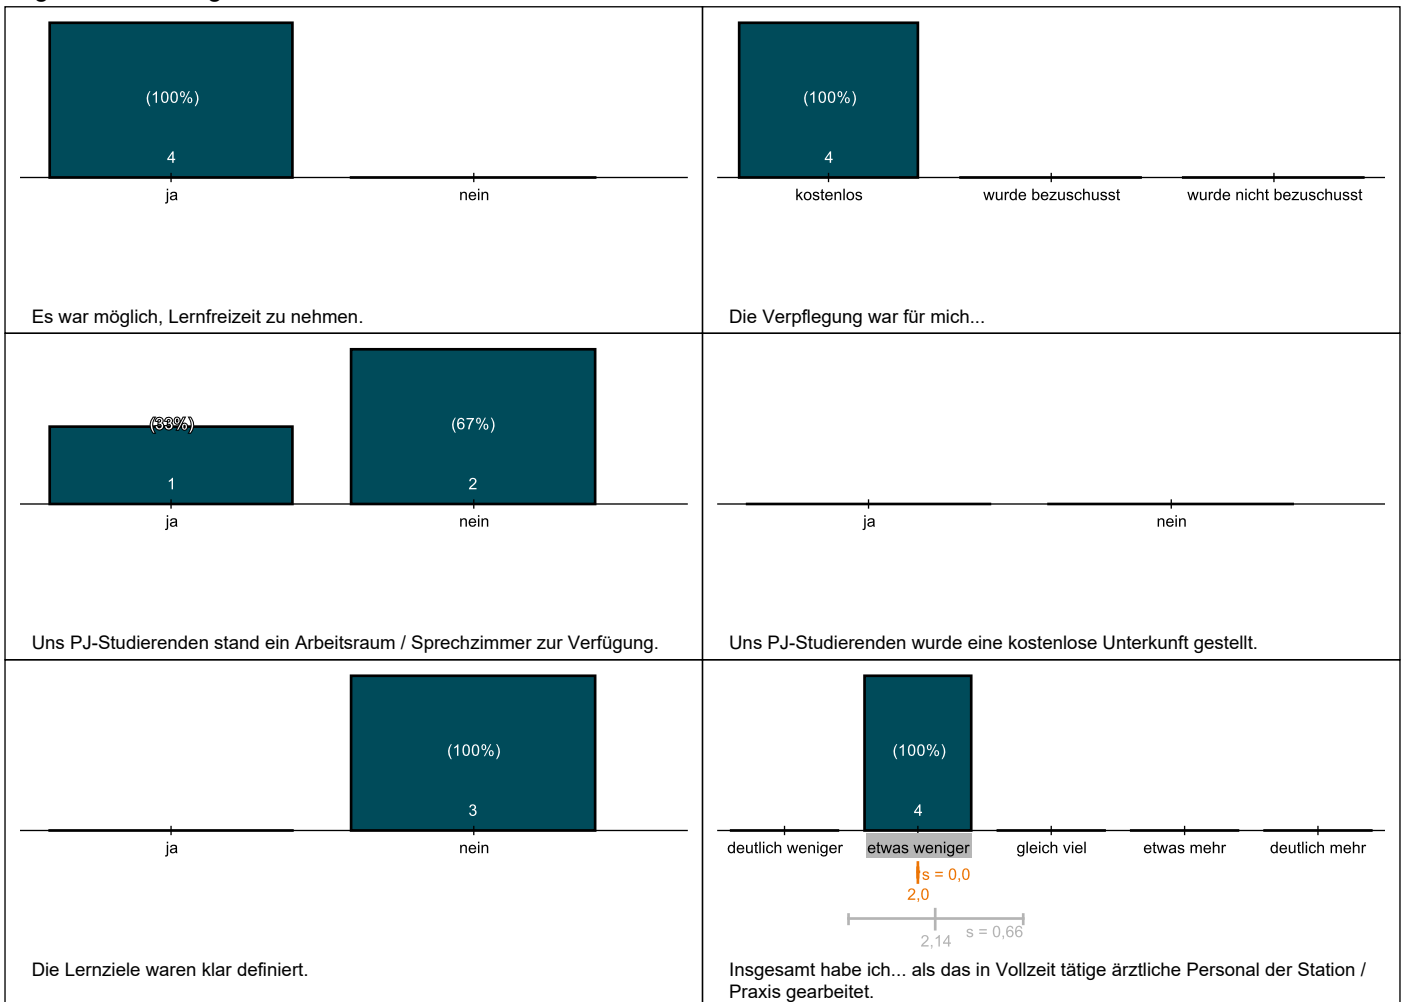 (100%)
4
ja
nein
Es war möglich, Lernfreizeit zu nehmen.
(100%)
4
kostenlos
wurde bezuschusst
wurde nicht bezuschusst
Die Verpflegung war für mich...
(33%)
1
ja
(67%)
2
nein
Uns PJ-Studierenden stand ein Arbeitsraum / Sprechzimmer zur Verfügung.
ja
nein
Uns PJ-Studierenden wurde eine kostenlose Unterkunft gestellt.
ja
(100%)
3
nein
Die Lernziele waren klar definiert.
(100%)
4
deutlich weniger
etwas weniger
gleich viel
etwas mehr
deutlich mehr
s = 0,0
2,0
s = 0,66
2,14
Insgesamt habe ich... als das in Vollzeit tätige ärztliche Personal der Station /
Praxis gearbeitet.